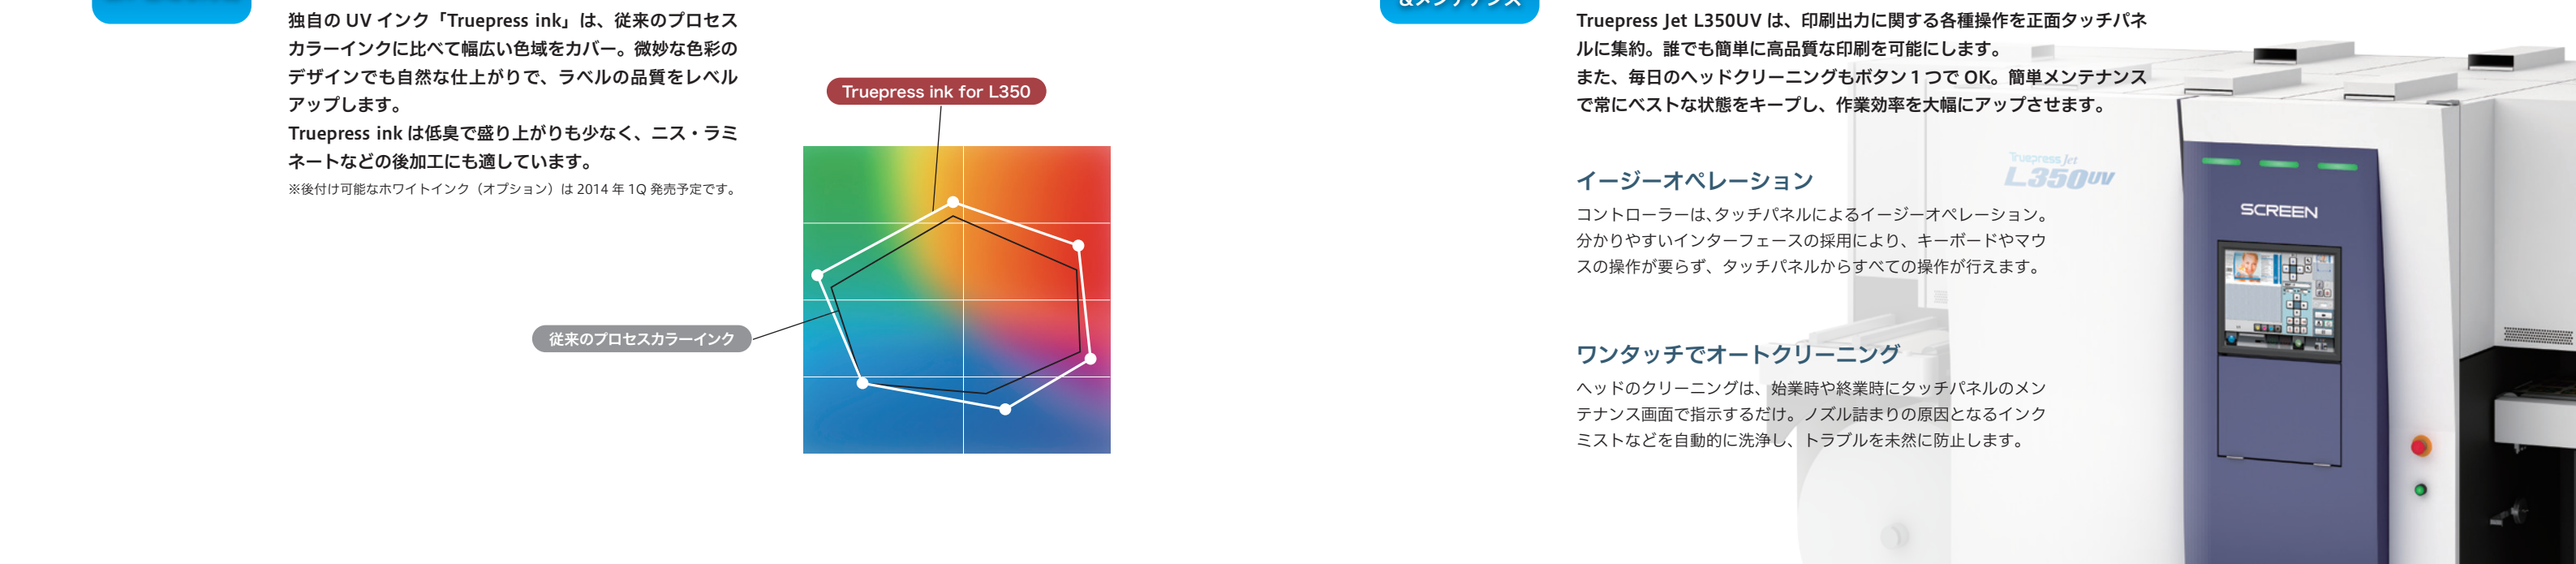 独自の UV インク「Truepress ink」は、従来のプロセス
カラーインクに比べて幅広い色域をカバー。微妙な色彩の
デザインでも自然な仕上がりで、ラベルの品質をレベル
アップします。
Truepress ink は低臭で盛り上がりも少なく、ニス・ラミ
ネートなどの後加工にも適しています。
※後付け可能なホワイトインク（オプション）は 2014 年 1Q 発売予定です。
Truepress ink for L350
従来のプロセスカラーインク
&メンテナンス
Truepress Jet L350UV は、印刷出力に関する各種操作を正面タッチパネ
ルに集約。誰でも簡単に高品質な印刷を可能にします。
また、毎日のヘッドクリーニングもボタン 1 つで OK。簡単メンテナンス
で常にベストな状態をキープし、作業効率を大幅にアップさせます。
イージーオペレーション
コントローラーは、タッチパネルによるイージーオペレーション。
分かりやすいインターフェースの採用により、キーボードやマウ
スの操作が要らず、タッチパネルからすべての操作が行えます。
ワンタッチでオートクリーニング
ヘッドのクリーニングは、始業時や終業時にタッチパネルのメン
テナンス画面で指示するだけ。ノズル詰まりの原因となるインク
ミストなどを自動的に洗浄し、トラブルを未然に防止します。
Truepress Jet
L350UV
SCREEN